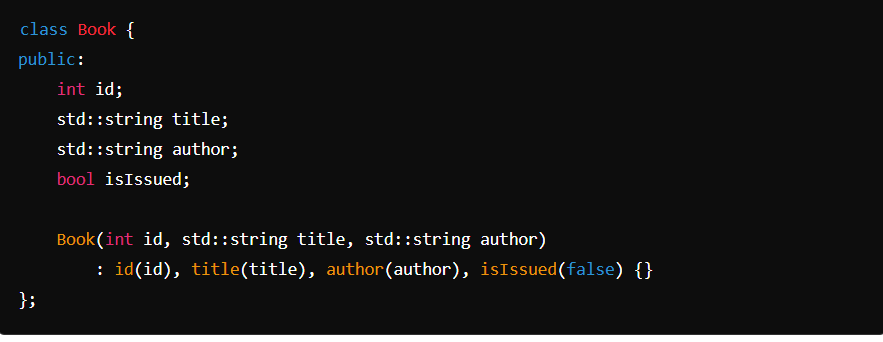 class Book {
public:
    int id;
    std::string title;
    std::string author;
    bool isIssued;
    Book(int id, std::string title, std::string author)
        : id(id), title(title), author(author), isIssued(false) {}
};